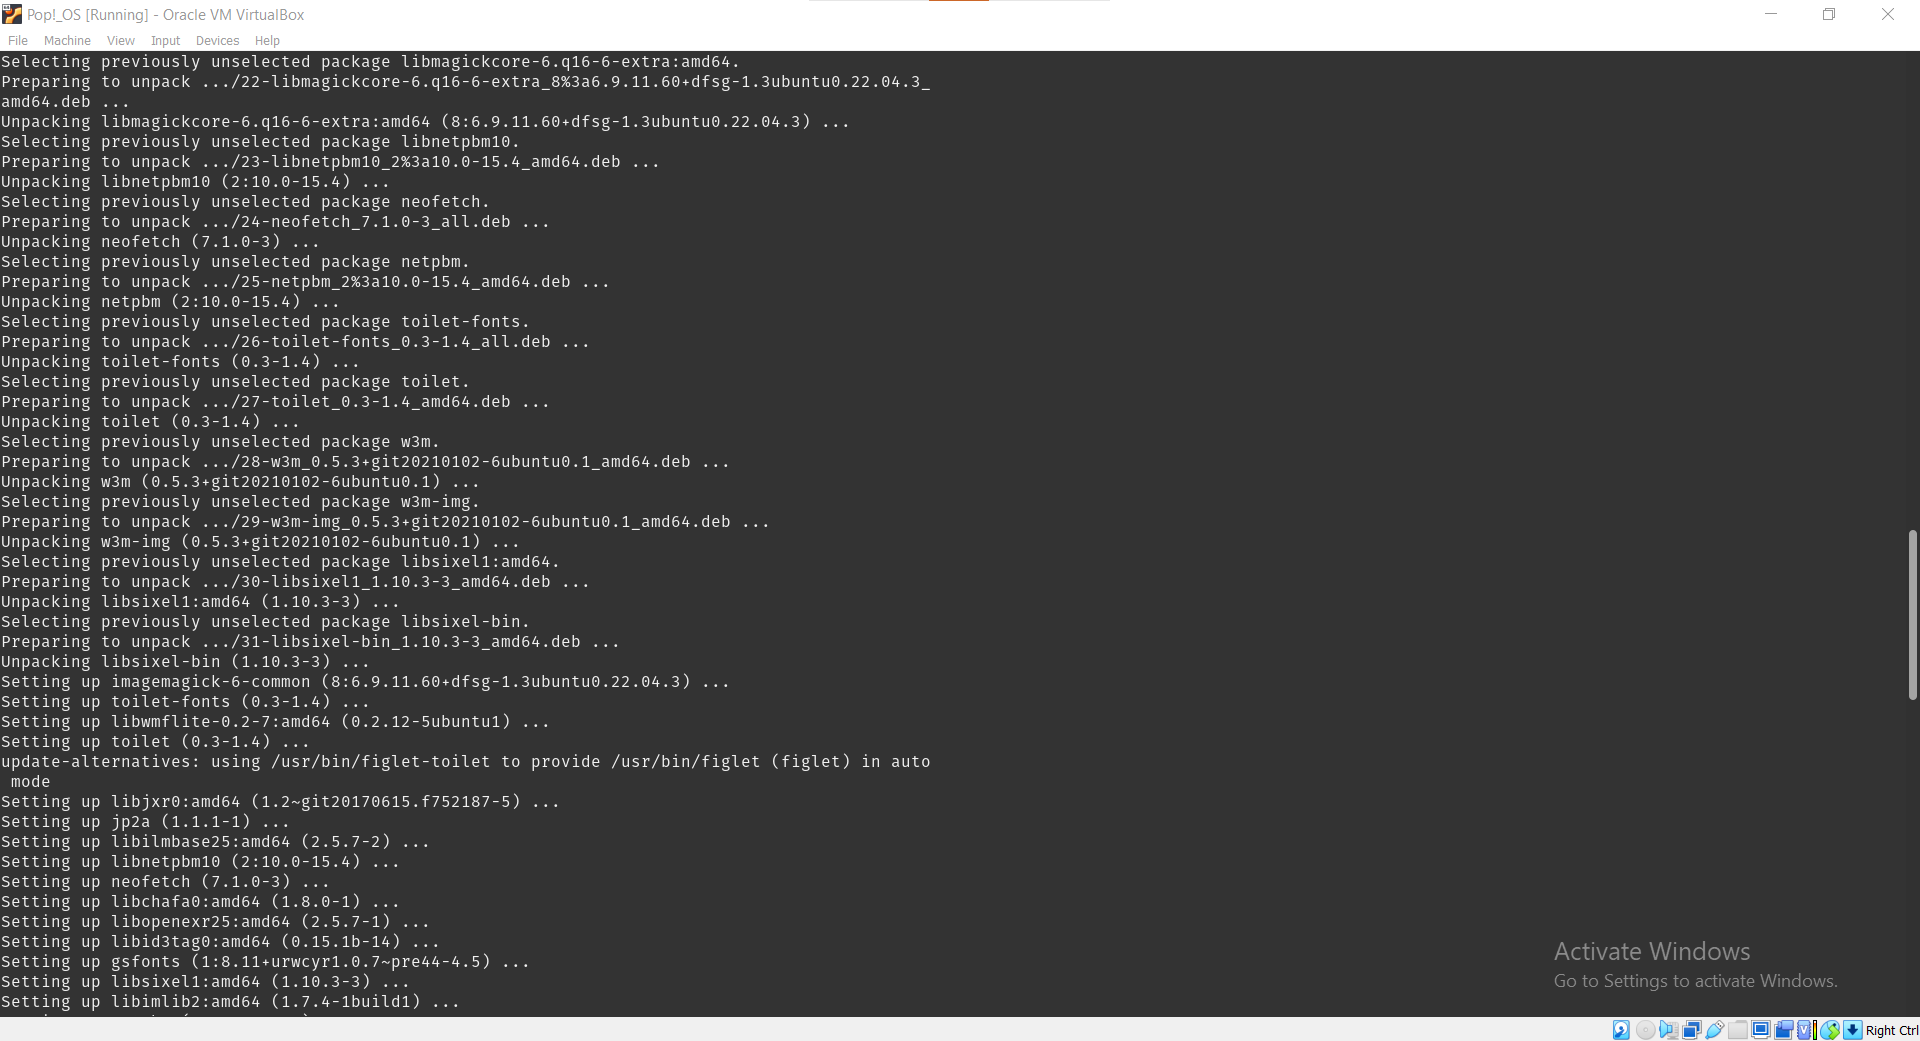 Pop!_OS [Running] - Oracle VM VirtualBox
File Machine View Input Devices Help
Selecting previously unselected package libmagickcore-6.q16-6-extra:amd64.
Preparing to unpack .../22-libmagickcore-6.q16-6-extra_8%3a6.9.11.60+dfsg-1.3ubuntu0.22.04.3_
amd64.deb ...
Unpacking libmagickcore-6.q16-6-extra:amd64 (8:6.9.11.60+dfsg-1.3ubuntu0.22.04.3) ...
Selecting previously unselected package libnetpbm10.
Preparing to unpack .../23-libnetpbm10_2%3a10.0-15.4_amd64.deb ...
Unpacking libnetpbm10 (2:10.0-15.4) ...
Selecting previously unselected package neofetch.
Preparing to unpack .../24-neofetch_7.1.0-3_all.deb ...
Unpacking neofetch (7.1.0-3) ...
Selecting previously unselected package netpbm.
Preparing to unpack .../25-netpbm_2%3a10.0-15.4_amd64.deb ...
Unpacking netpbm (2:10.0-15.4) ...
Selecting previously unselected package toilet-fonts.
Preparing to unpack .../26-toilet-fonts_0.3-1.4_all.deb ...
Unpacking toilet-fonts (0.3-1.4) ...
Selecting previously unselected package toilet.
Preparing to unpack .../27-toilet_0.3-1.4_amd64.deb ...
Unpacking toilet (0.3-1.4) ...
Selecting previously unselected package w3m.
Preparing to unpack .../28-w3m_0.5.3+git20210102-6ubuntu0.1_amd64.deb ...
Unpacking w3m (0.5.3+git20210102-6ubuntu0.1) ...
Selecting previously unselected package w3m-img.
Preparing to unpack .../29-w3m-img_0.5.3+git20210102-6ubuntu0.1_amd64.deb ...
Unpacking w3m-img (0.5.3+git20210102-6ubuntu0.1) ...
Selecting previously unselected package libsixel1:amd64.
Preparing to unpack .../30-libsixel1_1.10.3-3_amd64.deb ...
Unpacking libsixel1:amd64 (1.10.3-3) ...
Selecting previously unselected package libsixel-bin.
Preparing to unpack .../31-libsixel-bin_1.10.3-3_amd64.deb ...
Unpacking libsixel-bin (1.10.3-3) ...
Setting up imagemagick-6-common (8:6.9.11.60+dfsg-1.3ubuntu0.22.04.3) ...
Setting up toilet-fonts (0.3-1.4) ...
Setting up libwmflite-0.2-7:amd64 (0.2.12-5ubuntu1) ...
Setting up toilet (0.3-1.4) ...
update-alternatives: using /usr/bin/figlet-toilet to provide /usr/bin/figlet (figlet) in auto
 mode
Setting up libjxr0:amd64 (1.2~git20170615.f752187-5) ...
Setting up jp2a (1.1.1-1) ...
Setting up libilmbase25:amd64 (2.5.7-2) ...
Setting up libnetpbm10 (2:10.0-15.4) ...
Setting up neofetch (7.1.0-3) ...
Setting up libchafa0:amd64 (1.8.0-1) ...
Setting up libopenexr25:amd64 (2.5.7-1) ...
Setting up libid3tag0:amd64 (0.15.1b-14) ...
Setting up gsfonts (1:8.11+urwcyr1.0.7~pre44-4.5) ...
Setting up libsixel1:amd64 (1.10.3-3) ...
Setting up libimlib2:amd64 (1.7.4-1build1) ...
Activate Windows
Go to Settings to activate Windows.
Right Ctrl